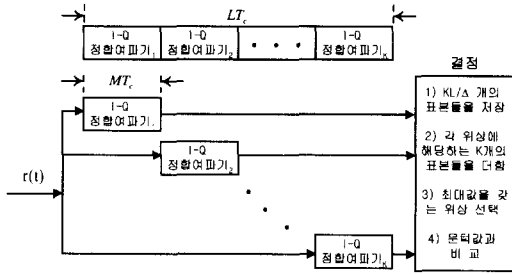 LT_c
I-Q I-Q I-Q
정합여파기₁ 정합여파기₂ • • • 정합여파기_K
MT_c
I-Q
정합여파기₁
I-Q
정합여파기₂
r(t)
I-Q
정합여파기_K
결정
1) KL/Δ 개의
표본들을 저장
2) 각 위상에
해당하는 K개의
표본들을 더함
3) 최대값을 갖
는 위상 선택
4) 문턱값과
비 교